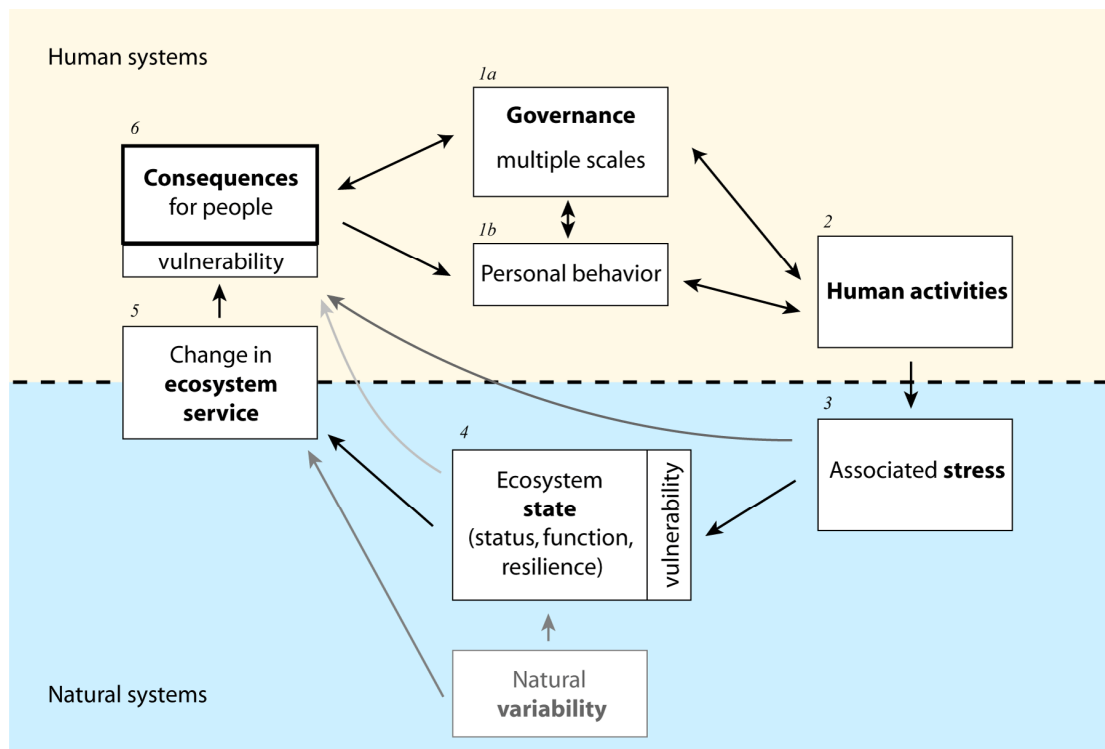 Human systems
1a
Governance
multiple scales
6
Consequences
for people
vulnerability
1b
Personal behavior
2
Human activities
5
Change in
ecosystem
service
3
Associated stress
4
Ecosystem
state
(status, function,
resilience)
vulnerability
Natural
variability
Natural systems